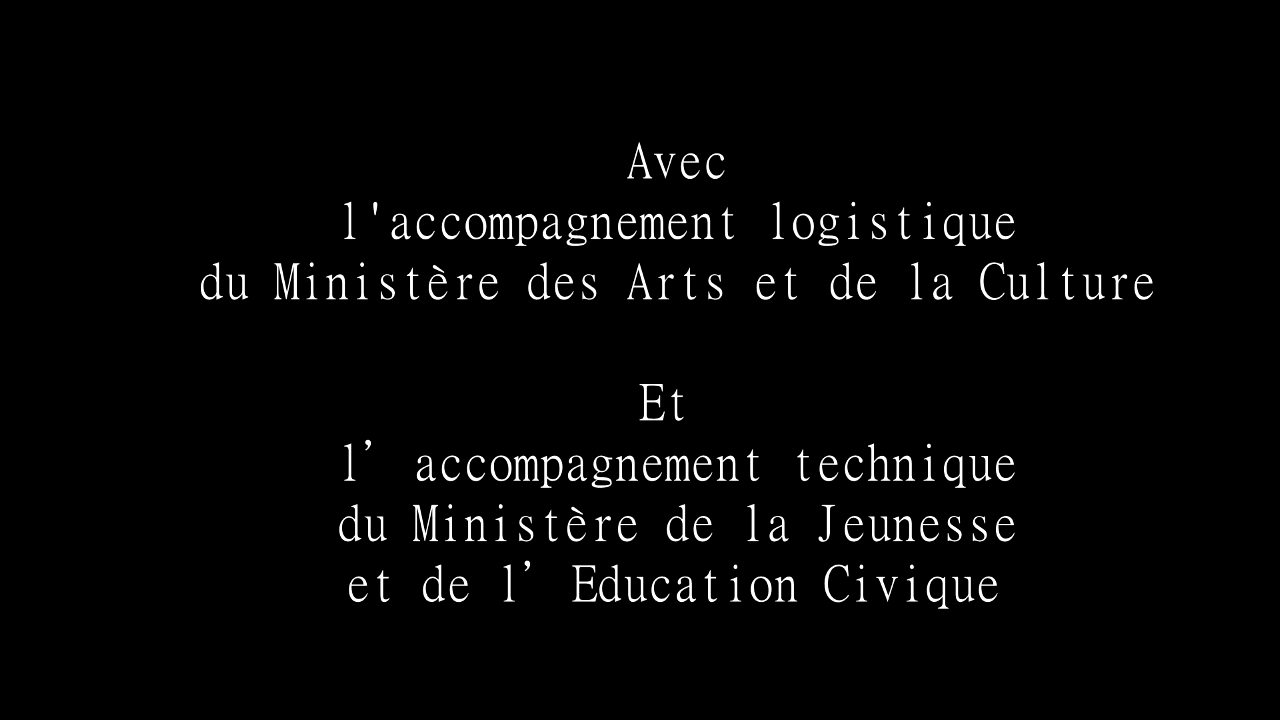 Avec
l'accompagnement logistique
du Ministère des Arts et de la Culture
Et
l’accompagnement technique
du Ministère de la Jeunesse
et de l’Education Civique